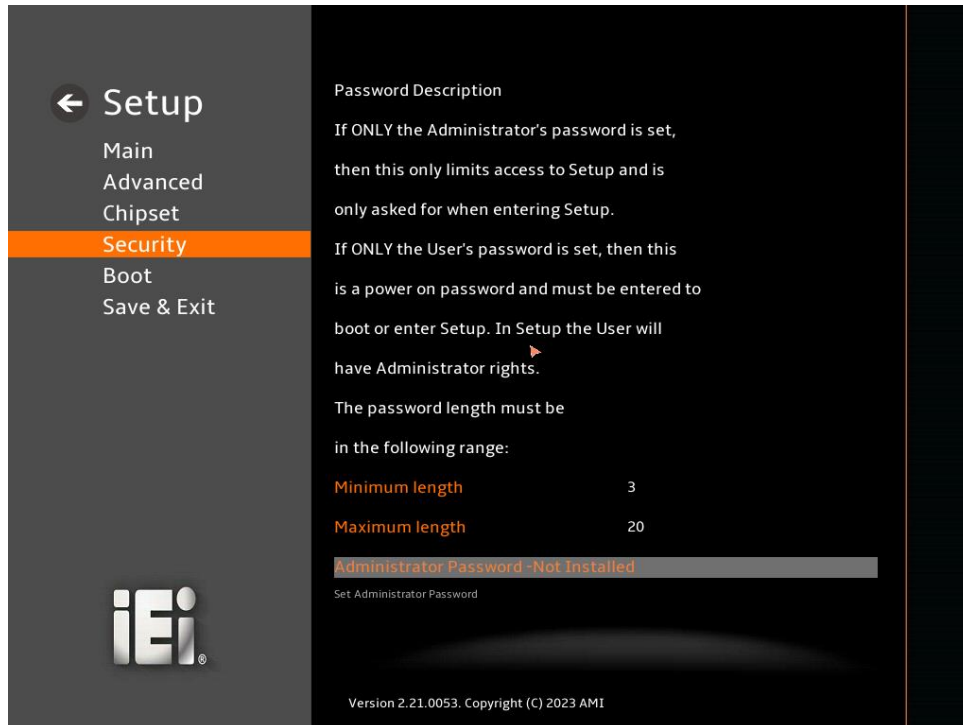 Setup
Main
Advanced
Chipset
Security
Boot
Save & Exit
Password Description
If ONLY the Administrator's password is set,
then this only limits access to Setup and is
only asked for when entering Setup.
If ONLY the User's password is set, then this
is a power on password and must be entered to
boot or enter Setup. In Setup the User will
have Administrator rights.
The password length must be
in the following range:
Minimum length 3
Maximum length 20
Administrator Password -Not Installed
Set Administrator Password
iEi®
Version 2.21.0053. Copyright (C) 2023 AMI